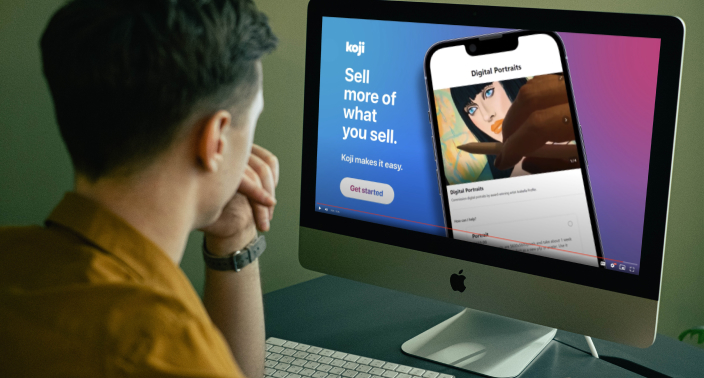 koji
Sell
more of
what
you sell.
Koji makes it easy.
Get started
Digital Portraits
Digital Portraits
How can I help?
Portrait